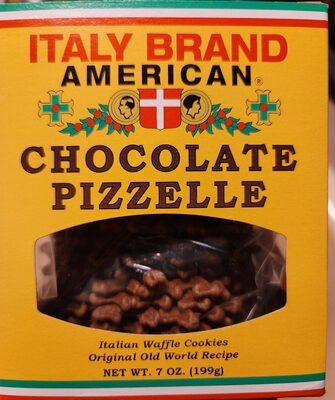 ITALY BRAND
AMERICAN®
CHOCOLATE
PIZZELLE
Italian Waffle Cookies
Original Old World Recipe
NET WT. 7 OZ. (199g)